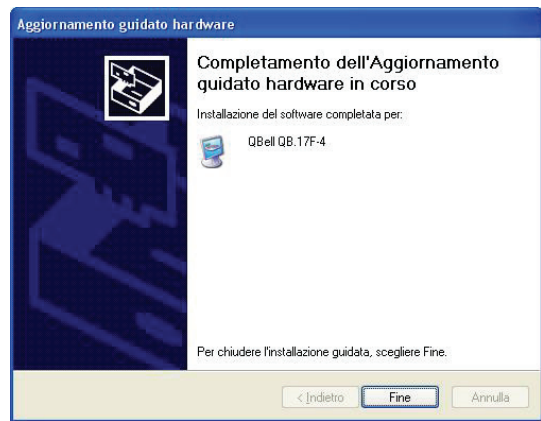 Aggiornamento guidato hardware
Completamento dell'Aggiornamento
guidato hardware in corso
Installazione del software completata per:
QBell QB.17F-4
Per chiudere l'installazione guidata, scegliere Fine.
< Indietro
Fine
Annulla